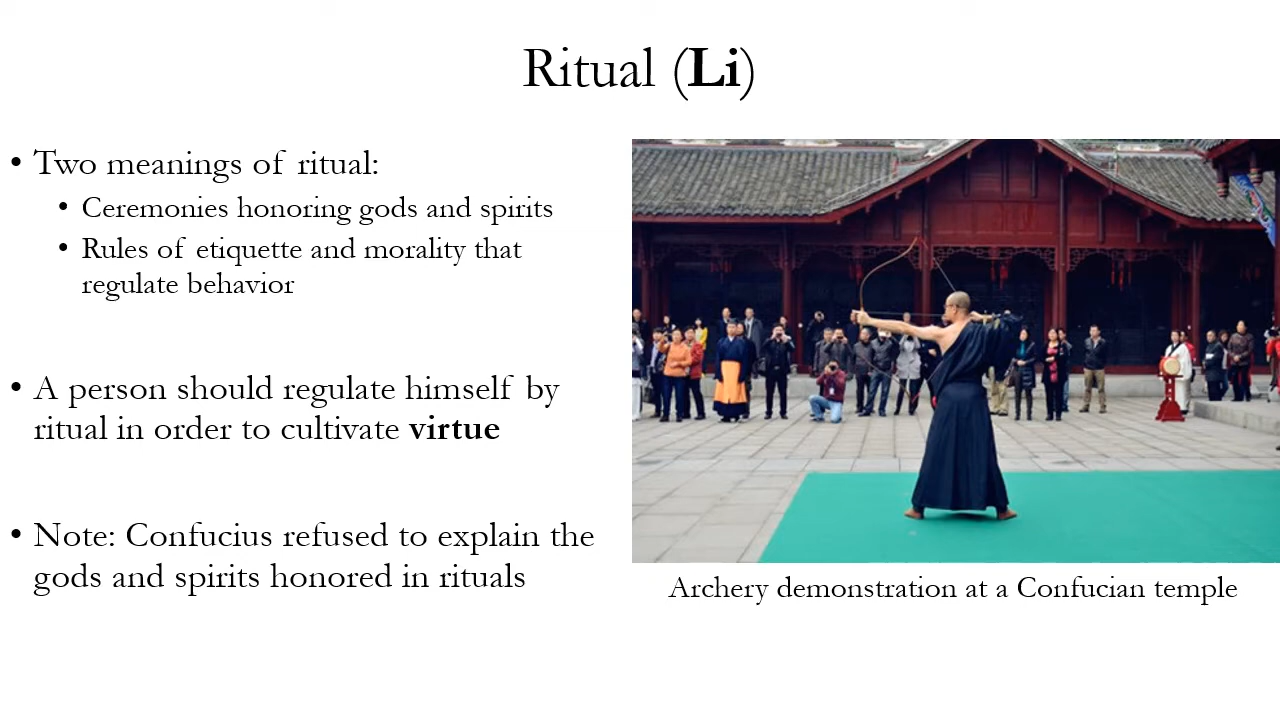 Ritual (Li)
• Two meanings of ritual:
• Ceremonies honoring gods and spirits
• Rules of etiquette and morality that
regulate behavior
• A person should regulate himself by
ritual in order to cultivate virtue
• Note: Confucius refused to explain the
gods and spirits honored in rituals
Archery demonstration at a Confucian temple